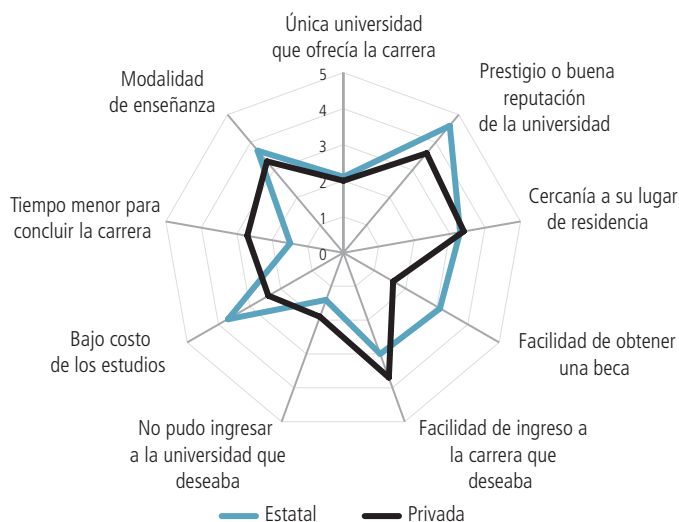 Única universidad
que ofrecía la carrera
Prestigio o buena
reputación
de la universidad
Cercanía a su lugar
de residencia
Facilidad de obtener
una beca
Facilidad de ingreso a
la carrera que
deseaba
No pudo ingresar
a la universidad que
deseaba
Bajo costo
de los estudios
Tiempo menor para
concluir la carrera
Modalidad
de enseñanza
5
4
3
2
1
0
Estatal
Privada